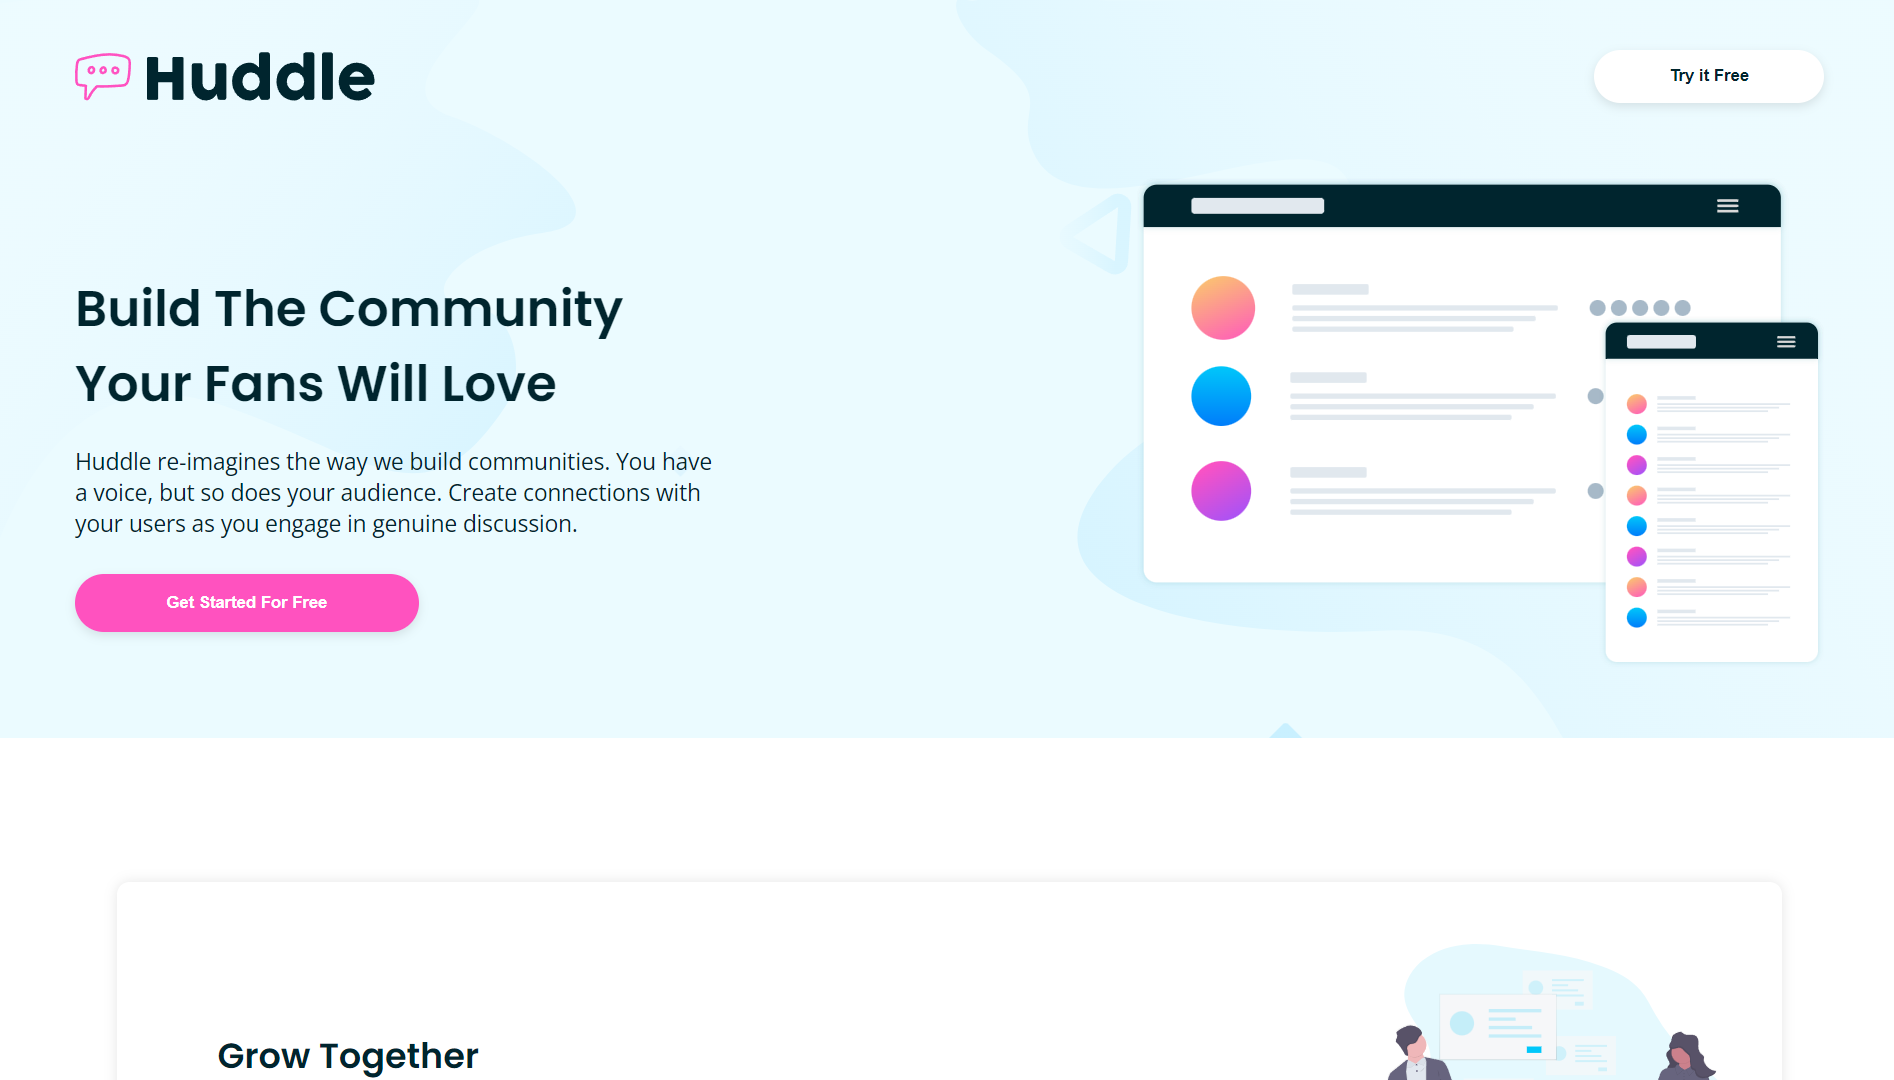 Huddle
Try it Free
Build The Community
Your Fans Will Love
Huddle re-imagines the way we build communities. You have
a voice, but so does your audience. Create connections with
your users as you engage in genuine discussion.
Get Started For Free
Grow Together